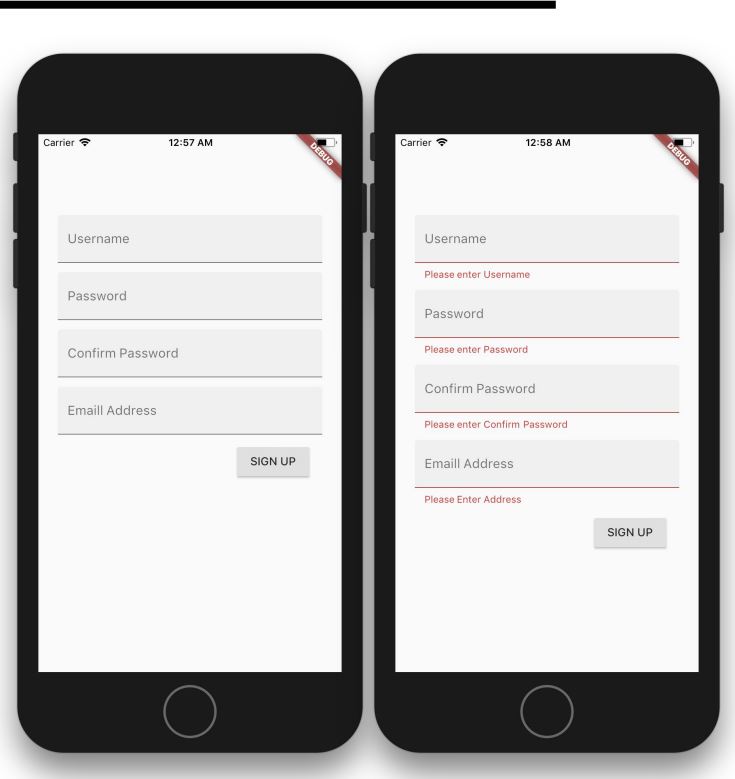 Carrier 12:57 AM
DEBUG
Username
Password
Confirm Password
Emaill Address
SIGN UP
Carrier 12:58 AM
DEBUG
Username
Please enter Username
Password
Please enter Password
Confirm Password
Please enter Confirm Password
Emaill Address
Please Enter Address
SIGN UP